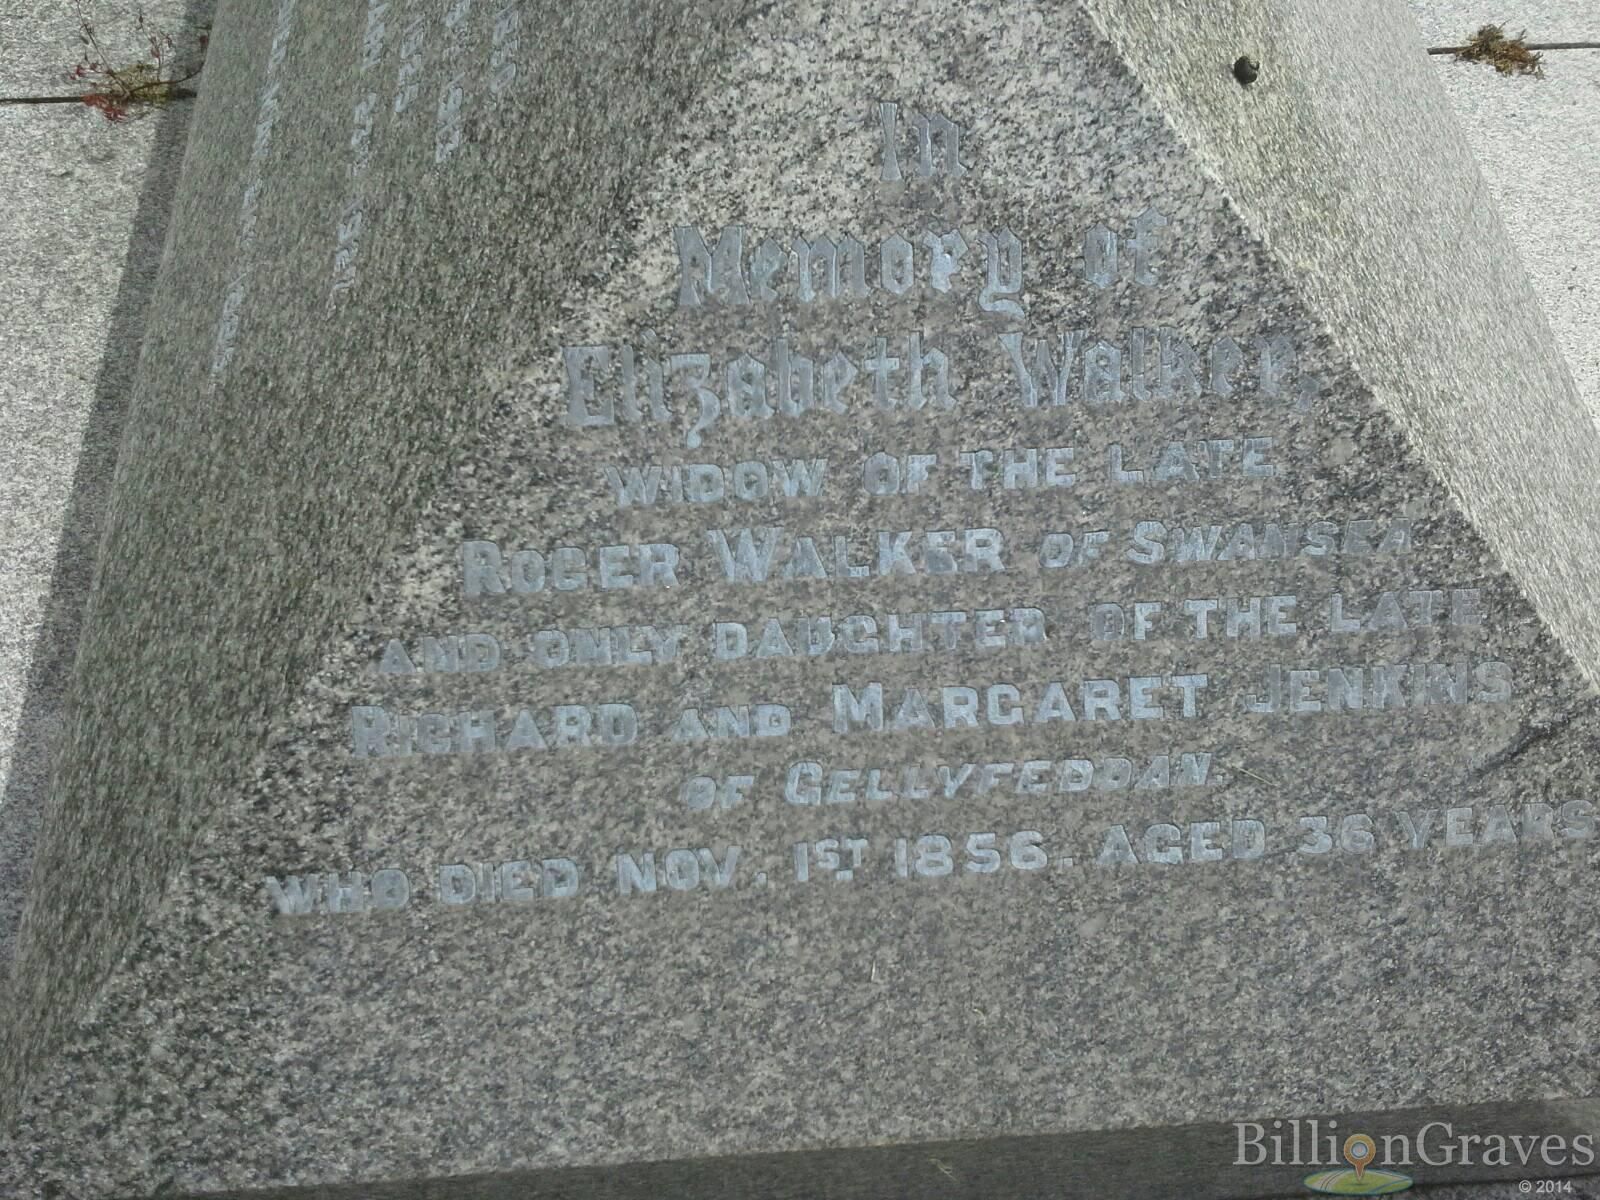 In
Memory of
Elizabeth Walker,
WIDOW OF THE LATE
ROGER WALKER OF SWANSEA
AND ONLY DAUGHTER OF THE LATE
RICHARD AND MARGARET JENKINS
OF GELLYFEDDAN.
WHO DIED NOV. 1ST 1856. AGED 36 YEARS
BillionGraves
© 2014